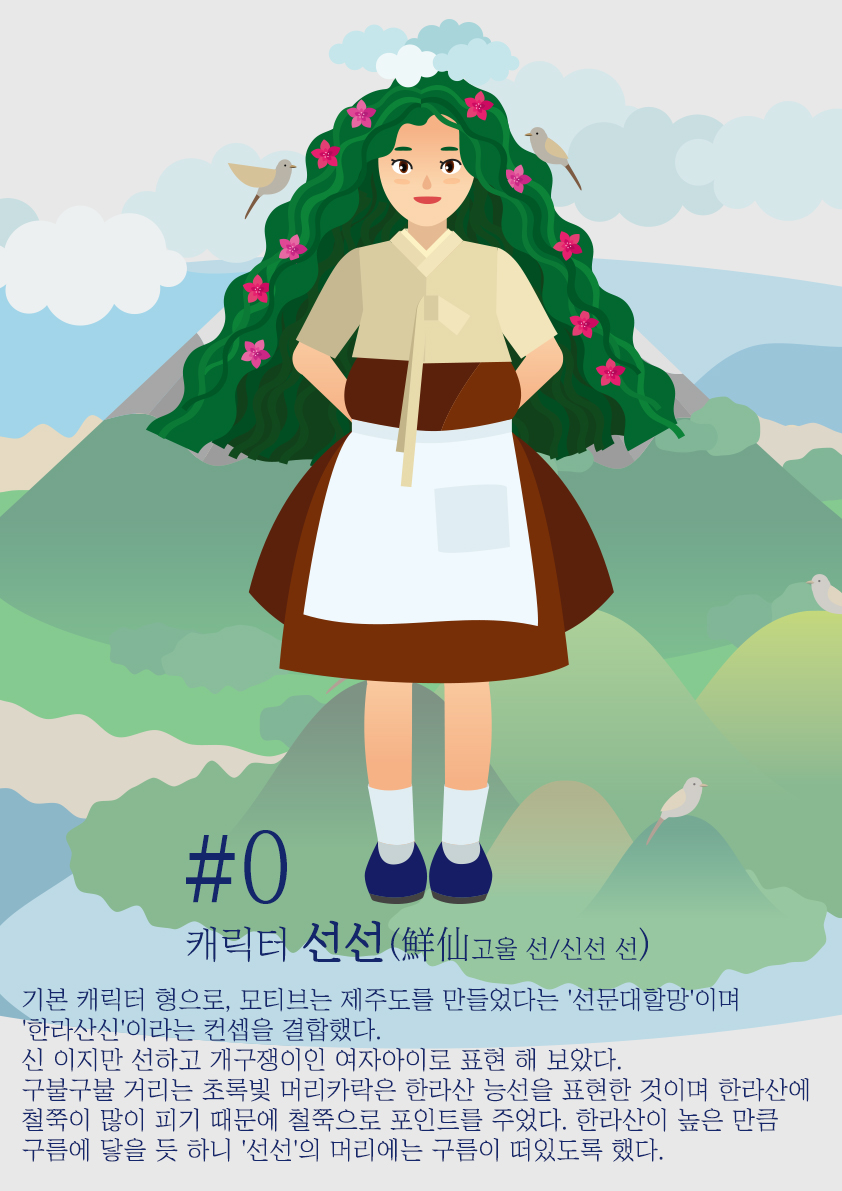 #0
캐릭터 선선(鮮仙고울 선/신선 선)
기본 캐릭터 형으로, 모티브는 제주도를 만들었다는 '선문대할망'이며
'한라산신'이라는 컨셉을 결합했다.
신 이지만 선하고 개구쟁이인 여자아이로 표현 해 보았다.
구불구불 거리는 초록빛 머리카락은 한라산 능선을 표현한 것이며 한라산에
철쭉이 많이 피기 때문에 철쭉으로 포인트를 주었다. 한라산이 높은 만큼
구름에 닿을 듯 하니 '선선'의 머리에는 구름이 떠있도록 했다.